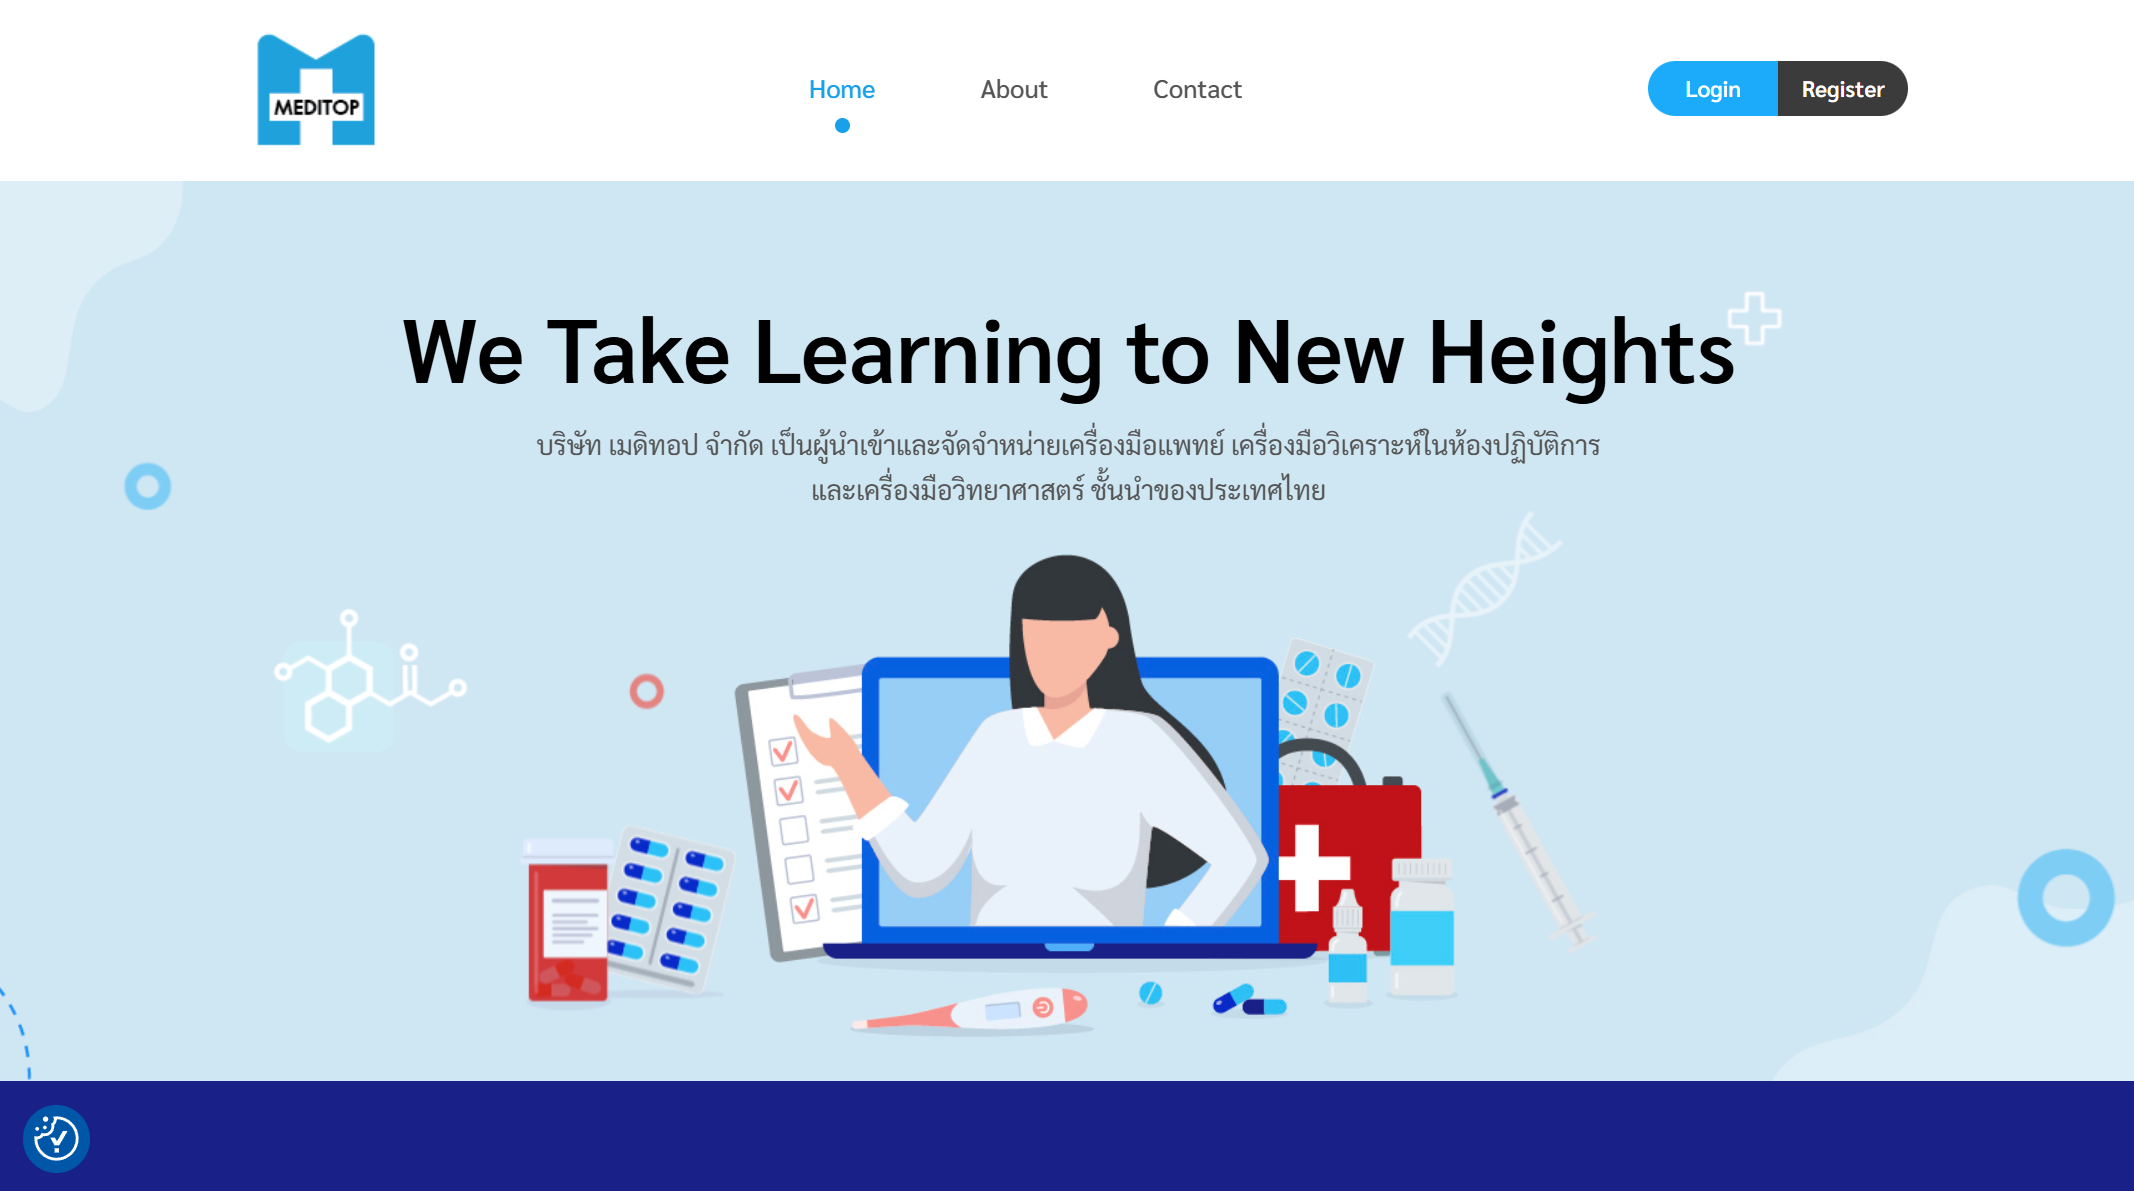 MEDITOP
Home
About
Contact
Login
Register
We Take Learning to New Heights
บริษัท เมดิทอป จำกัด เป็นผู้นำเข้าและจัดจำหน่ายเครื่องมือแพทย์ เครื่องมือวิเคราะห์ในห้องปฏิบัติการ
และเครื่องมือวิทยาศาสตร์ ชั้นนำของประเทศไทย